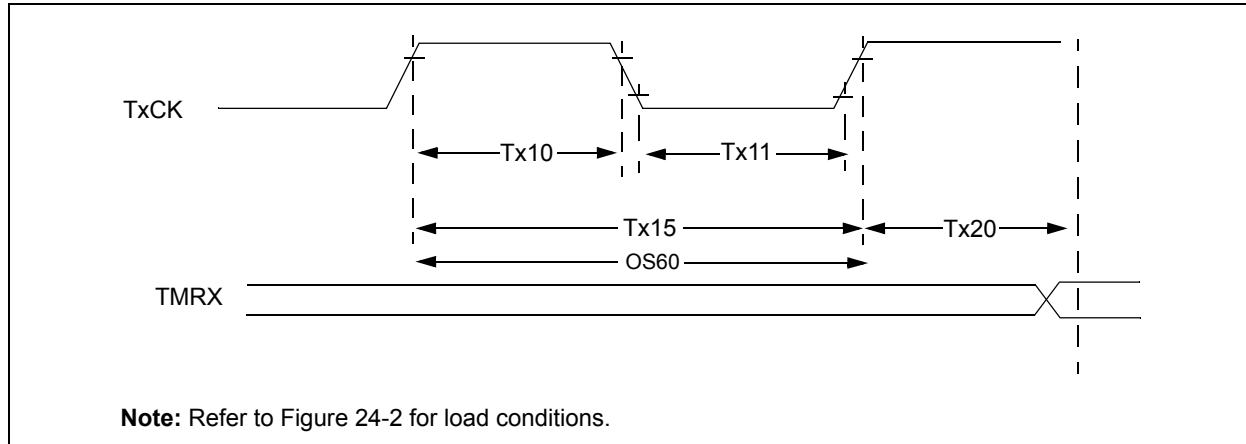 TxCK
Tx10
Tx11
Tx15
Tx20
OS60
TMRX
Note: Refer to Figure 24-2 for load conditions.